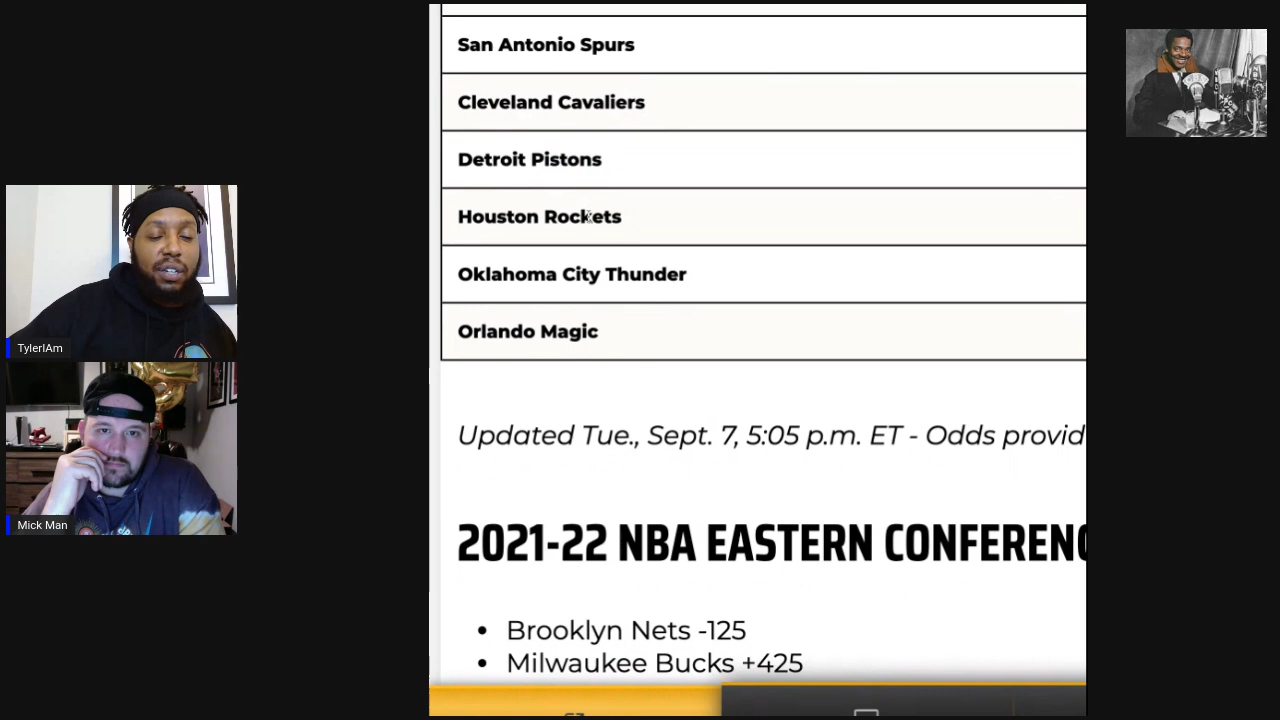 San Antonio Spurs
Cleveland Cavaliers
Detroit Pistons
Houston Rockets
Oklahoma City Thunder
Orlando Magic
Updated Tue., Sept. 7, 5:05 p.m. ET - Odds provid
2021-22 NBA EASTERN CONFERENC
• Brooklyn Nets -125
• Milwaukee Bucks +425
TylerIAm
Mick Man